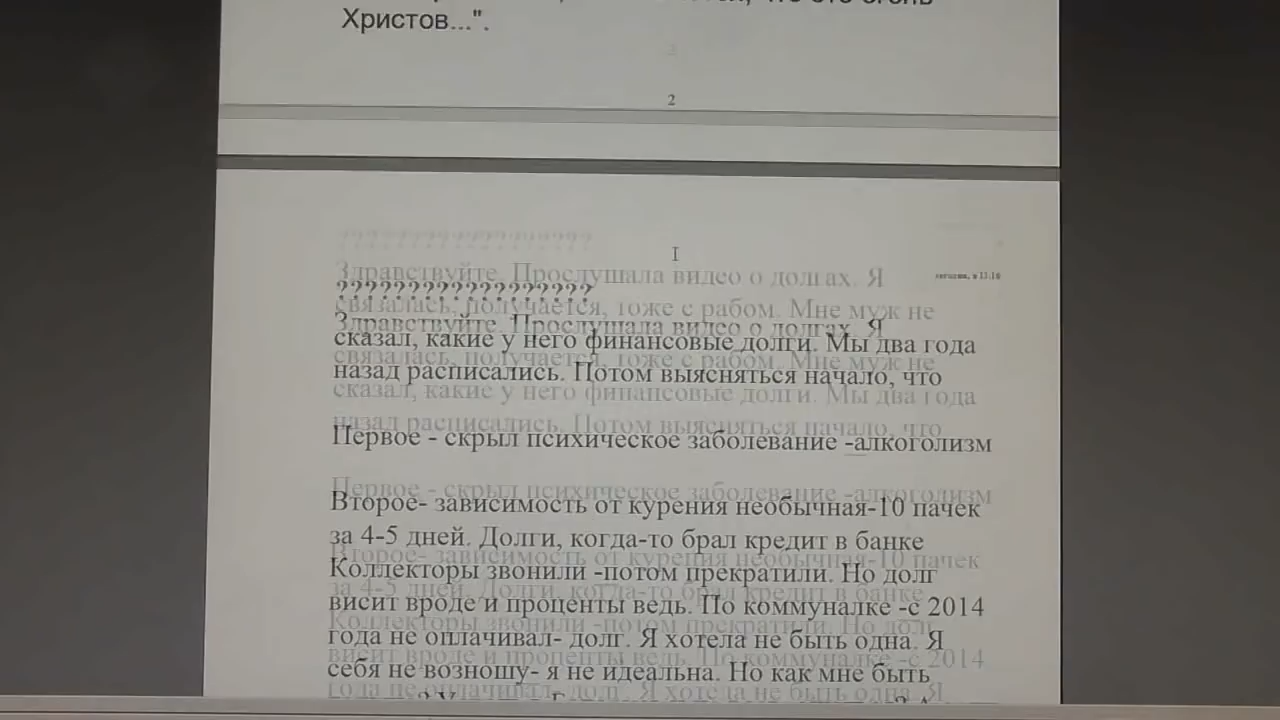 Христов...".
2
I
сегодня, в 13:16
?????????????????? 
Здравствуйте. Прослушала видео о долгах. Я
связалась, получается, тоже с рабом. Мне муж не
сказал, какие у него финансовые долги. Мы два года
назад расписались. Потом выясняться начало, что
Первое - скрыл психическое заболевание -алкоголизм
Второе- зависимость от курения необычная-10 пачек
за 4-5 дней. Долги, когда-то брал кредит в банке
Коллекторы звонили -потом прекратили. Но долг
висит вроде и проценты ведь. По коммуналке -с 2014
года не оплачивал- долг. Я хотела не быть одна. Я
себя не возношу- я не идеальна. Но как мне быть